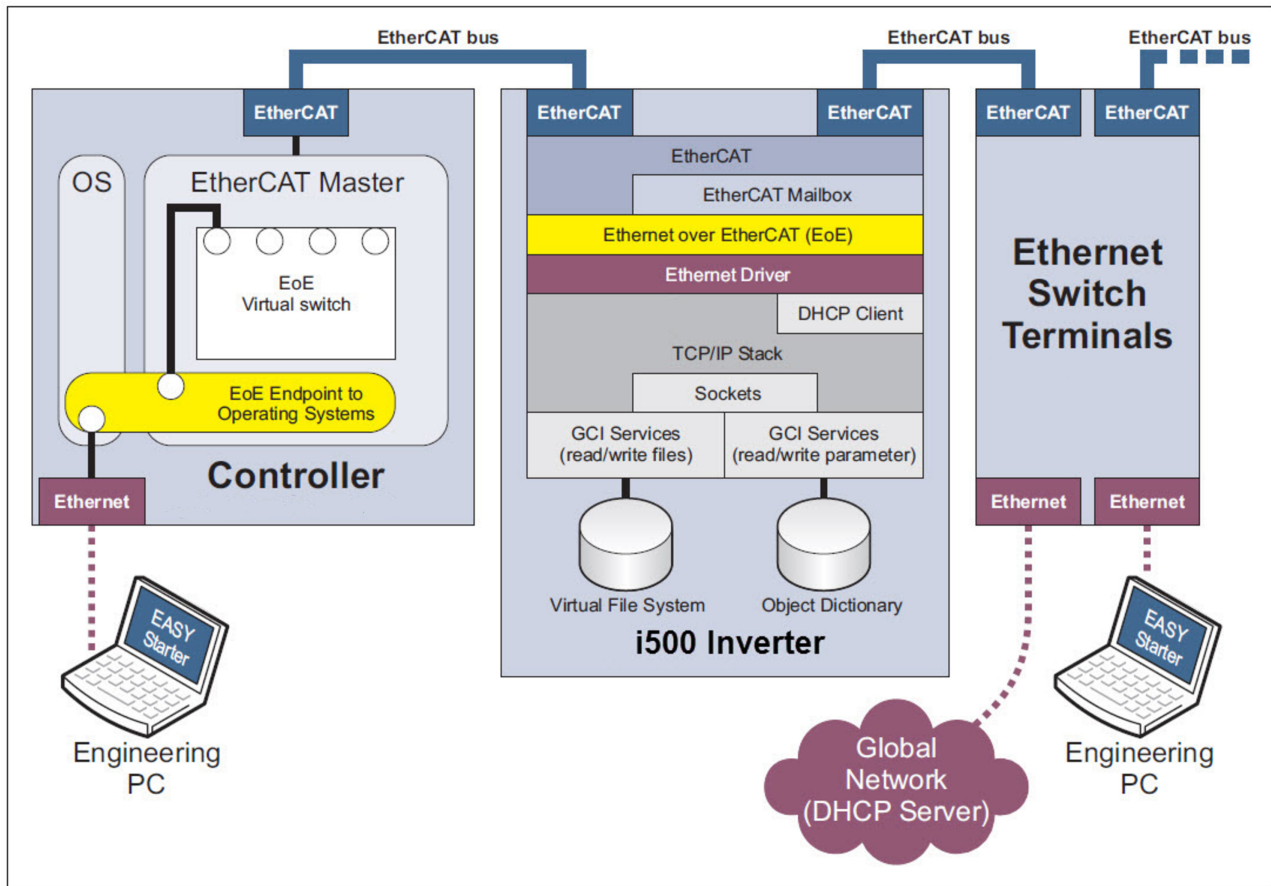 EtherCAT bus
EtherCAT bus
EtherCAT bus
EtherCAT
OS
EtherCAT Master
EoE
Virtual switch
EoE Endpoint to
Operating Systems
Controller
Ethernet
EASY
Starter
Engineering
PC
EtherCAT
EtherCAT
EtherCAT
EtherCAT Mailbox
Ethernet over EtherCAT (EoE)
Ethernet Driver
DHCP Client
TCP/IP Stack
Sockets
GCI Services
(read/write files)
GCI Services
(read/write parameter)
Virtual File System
Object Dictionary
i500 Inverter
EtherCAT
EtherCAT
Ethernet
Switch
Terminals
Ethernet
Ethernet
Global
Network
(DHCP Server)
EASY
Starter
Engineering
PC